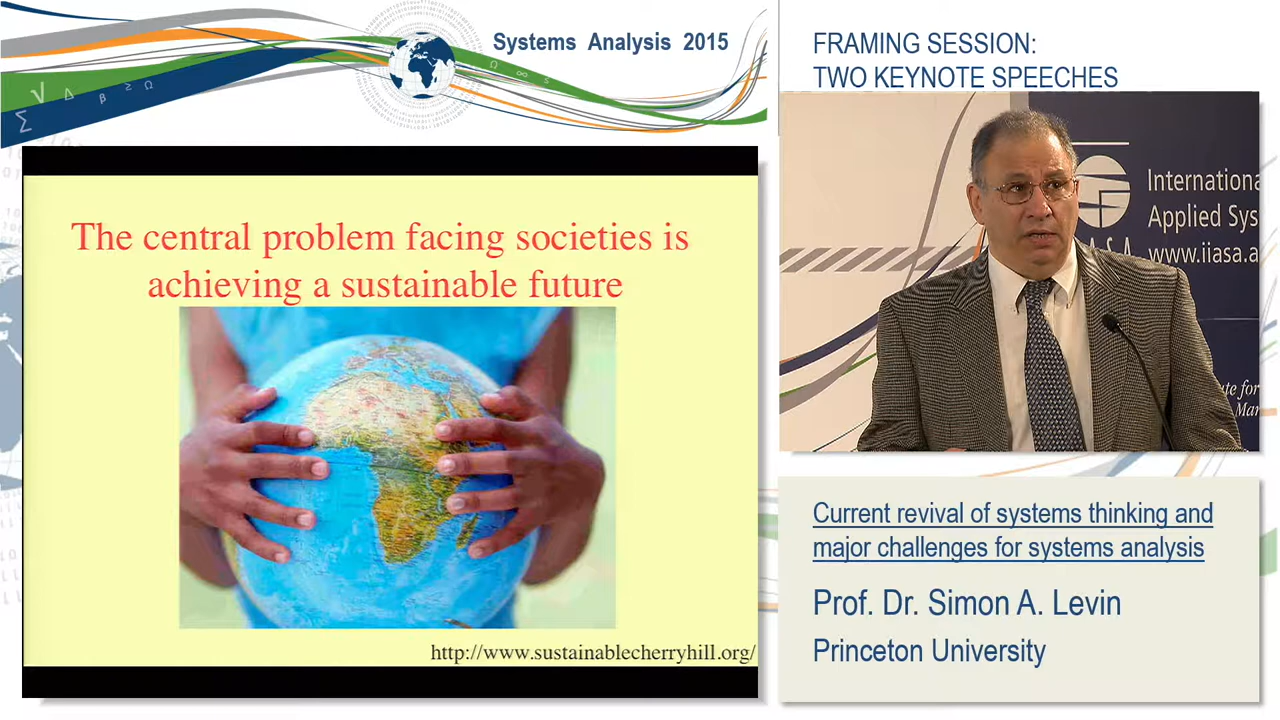 Systems Analysis 2015
FRAMING SESSION:
TWO KEYNOTE SPEECHES
The central problem facing societies is
achieving a sustainable future
http://www.sustainablecherryhill.org/
Internationa
Applied Sys
www.iiasa.a
Current revival of systems thinking and
major challenges for systems analysis
Prof. Dr. Simon A. Levin
Princeton University